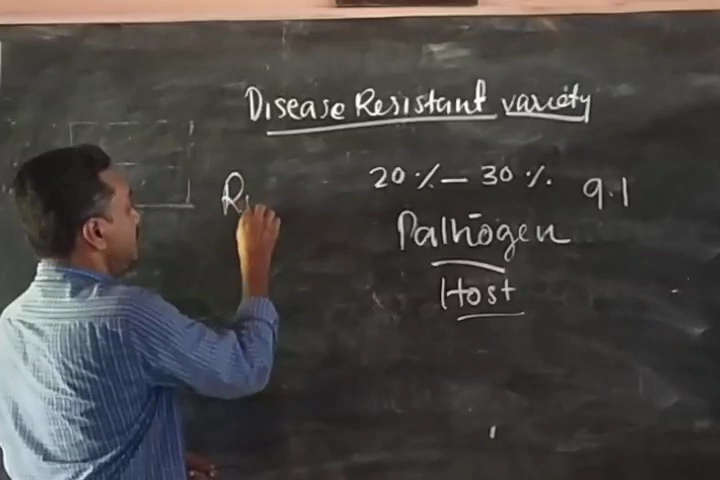 Disease Resistant variety
20% - 30% 9.1
Pathogen
Host
R